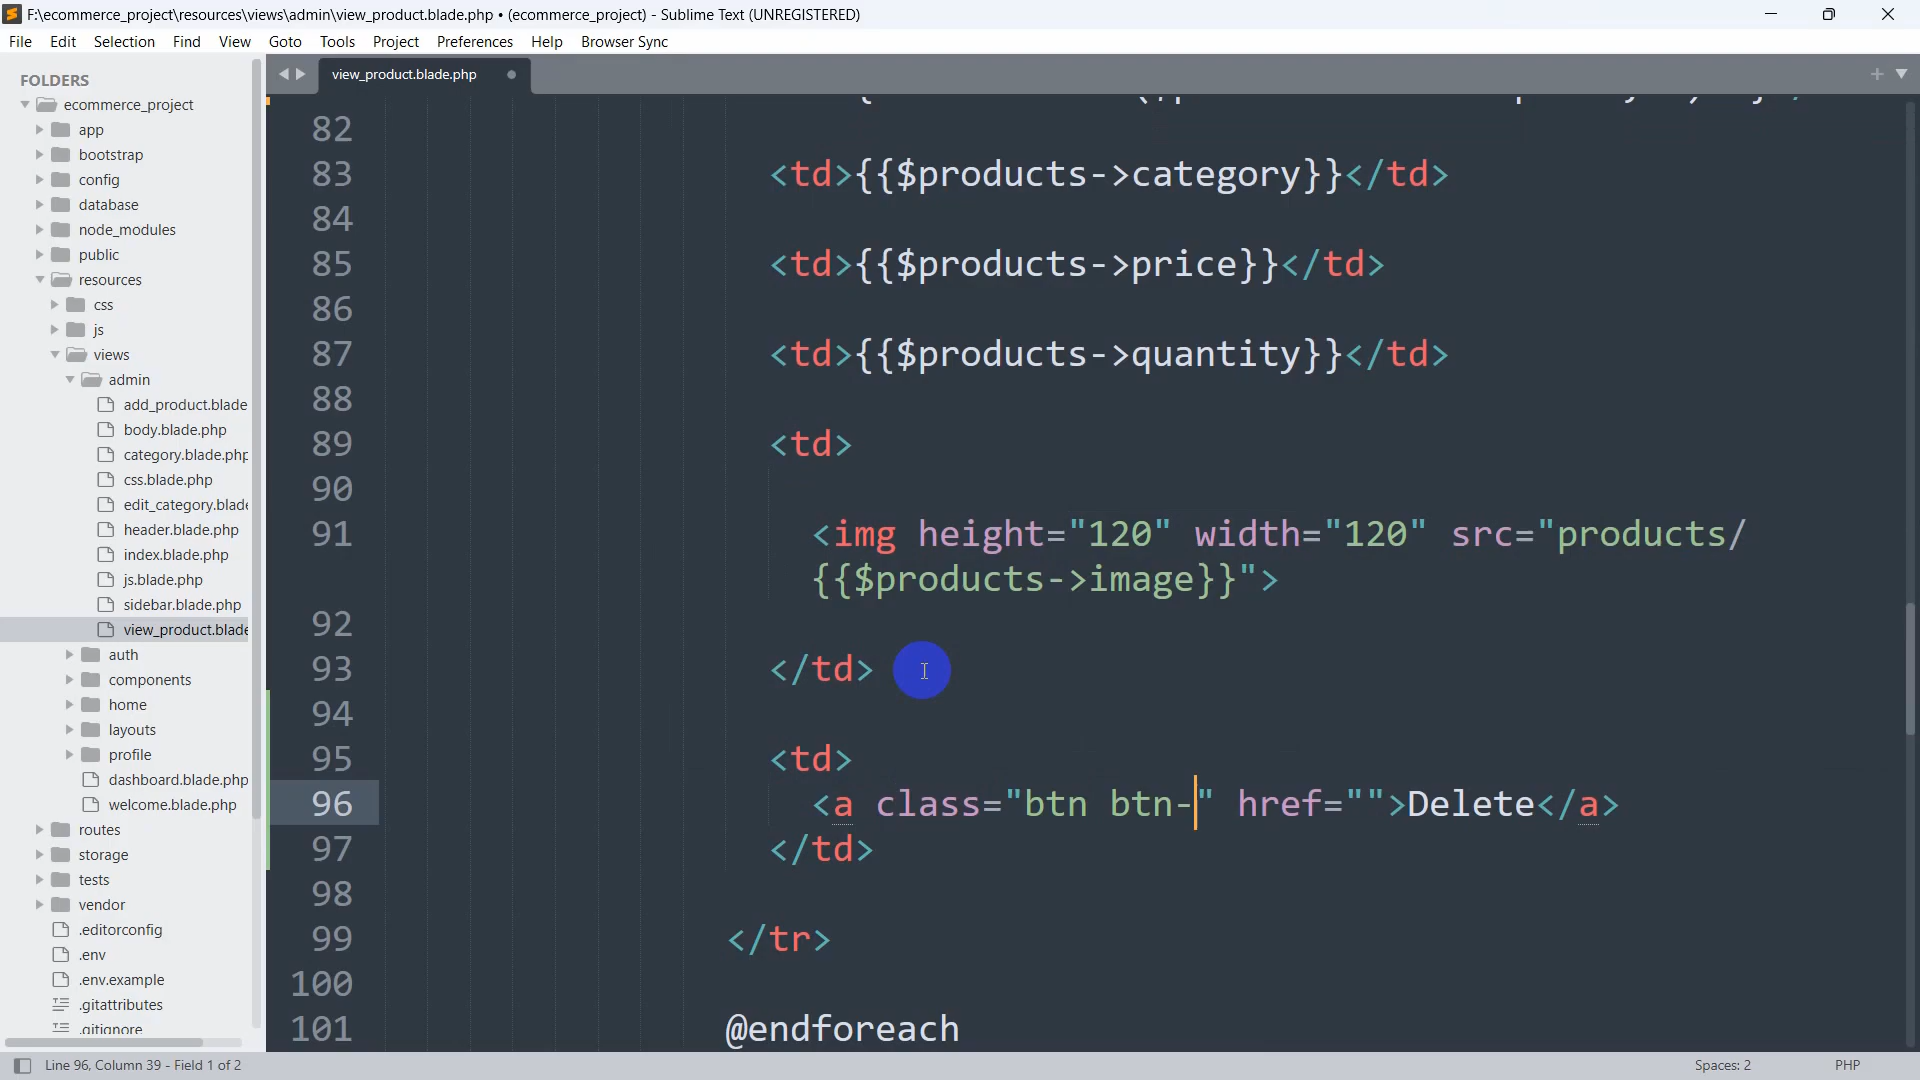 F:\ecommerce_project\resources\views\admin\view_product.blade.php • (ecommerce_project) - Sublime Text (UNREGISTERED)
File Edit Selection Find View Goto Tools Project Preferences Help Browser Sync
FOLDERS
ecommerce_project
app
bootstrap
config
database
node_modules
public
resources
css
js
views
admin
add_product.blade
body.blade.php
category.blade.php
css.blade.php
edit_category.blade
header.blade.php
index.blade.php
js.blade.php
sidebar.blade.php
view_product.blade
auth
components
home
layouts
profile
dashboard.blade.php
welcome.blade.php
routes
storage
tests
vendor
.editorconfig
.env
.env.example
.gitattributes
.gitignore
view_product.blade.php
82
83 <td>{{$products->category}}</td>
84
85 <td>{{$products->price}}</td>
86
87 <td>{{$products->quantity}}</td>
88
89 <td>
90
91 <img height="120" width="120" src="products/
{{$products->image}}">
92
93 </td>
94
95 <td>
96 <a class="btn btn-" href="">Delete</a>
97 </td>
98
99 </tr>
100
101 @endforeach
Line 96, Column 39 - Field 1 of 2 Spaces: 2 PHP